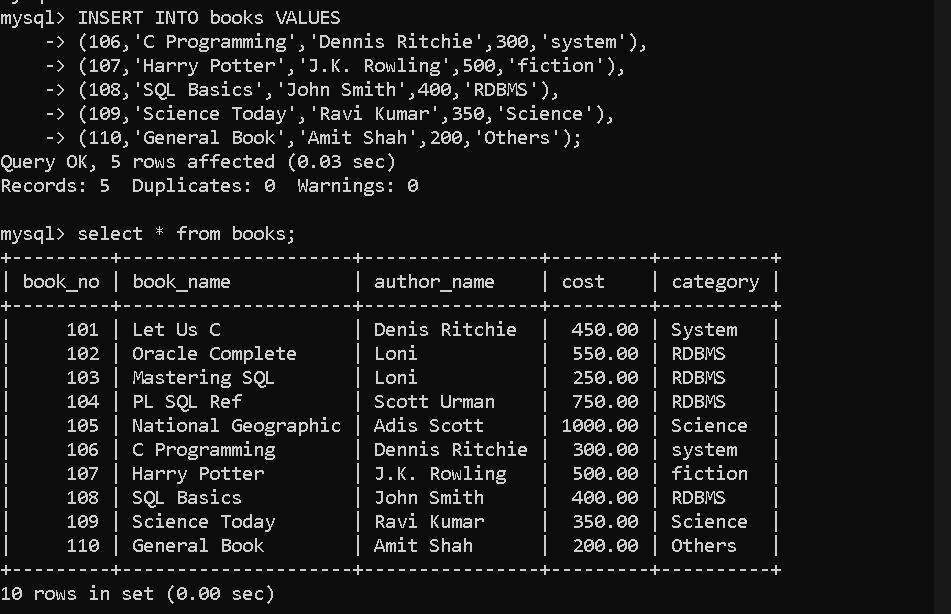 mysql> INSERT INTO books VALUES
    -> (106,'C Programming','Dennis Ritchie',300,'system'),
    -> (107,'Harry Potter','J.K. Rowling',500,'fiction'),
    -> (108,'SQL Basics','John Smith',400,'RDBMS'),
    -> (109,'Science Today','Ravi Kumar',350,'Science'),
    -> (110,'General Book','Amit Shah',200,'Others');
Query OK, 5 rows affected (0.03 sec)
Records: 5  Duplicates: 0  Warnings: 0

mysql> select * from books;
+---------+---------------------+----------------+---------+----------+
| book_no | book_name           | author_name    | cost    | category |
+---------+---------------------+----------------+---------+----------+
|     101 | Let Us C            | Denis Ritchie  |  450.00 | System   |
|     102 | Oracle Complete     | Loni           |  550.00 | RDBMS    |
|     103 | Mastering SQL       | Loni           |  250.00 | RDBMS    |
|     104 | PL SQL Ref          | Scott Urman    |  750.00 | RDBMS    |
|     105 | National Geographic | Adis Scott     | 1000.00 | Science  |
|     106 | C Programming       | Dennis Ritchie |  300.00 | system   |
|     107 | Harry Potter        | J.K. Rowling   |  500.00 | fiction  |
|     108 | SQL Basics          | John Smith     |  400.00 | RDBMS    |
|     109 | Science Today       | Ravi Kumar     |  350.00 | Science  |
|     110 | General Book        | Amit Shah      |  200.00 | Others   |
+---------+---------------------+----------------+---------+----------+
10 rows in set (0.00 sec)